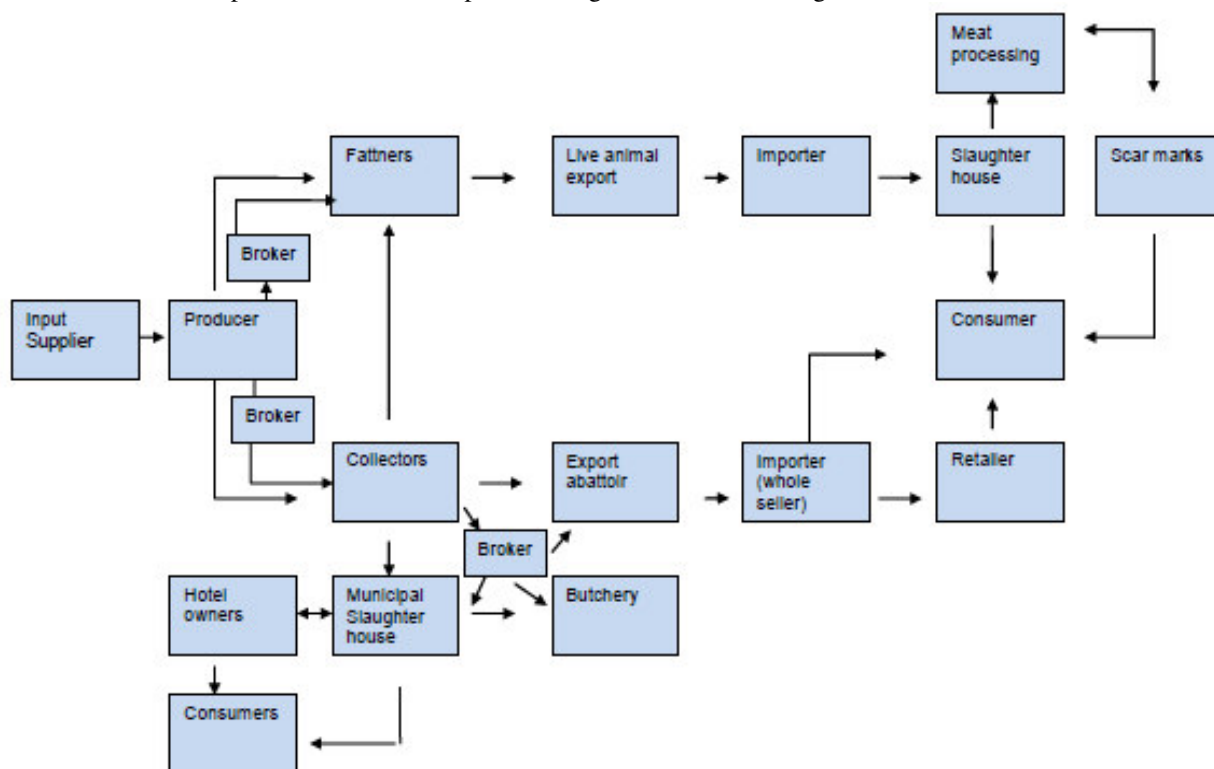 Meat
processing
Fattners
Live animal
export
Importer
Slaughter
house
Scar marks
Broker
Input
Supplier
Producer
Consumer
Broker
Collectors
Export
abattoir
Importer
(whole
seller)
Retailer
Broker
Hotel
owners
Municipal
Slaughter
house
Butchery
Consumers